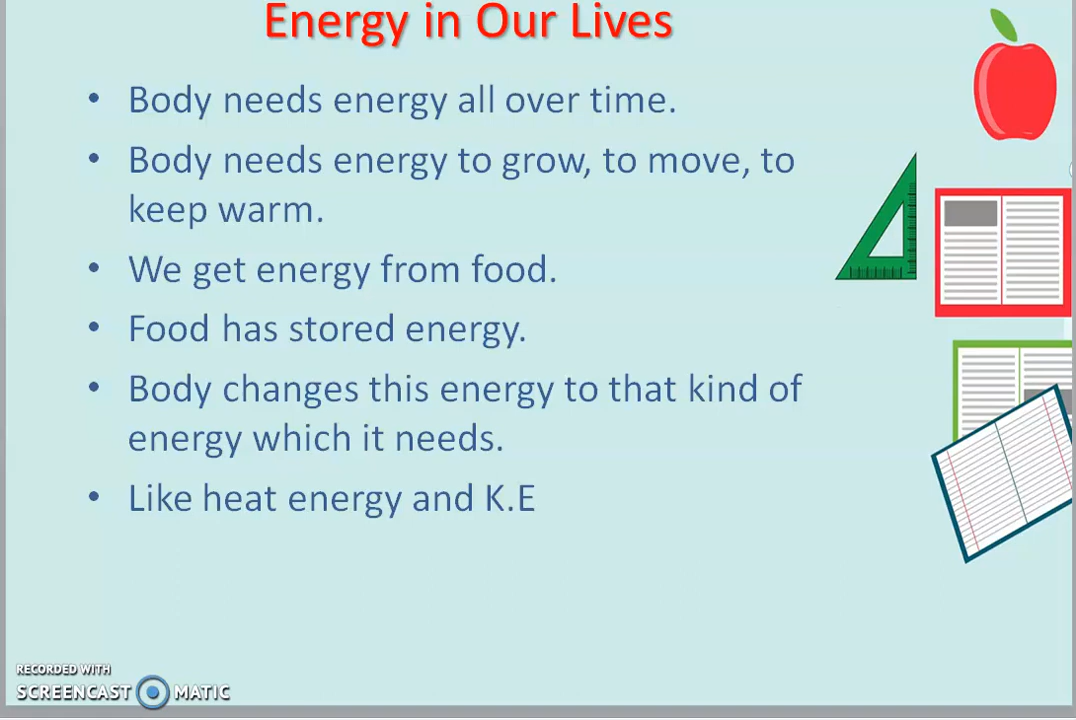 Energy in Our Lives
• Body needs energy all over time.
• Body needs energy to grow, to move, to
keep warm.
• We get energy from food.
• Food has stored energy.
• Body changes this energy to that kind of
energy which it needs.
• Like heat energy and K.E
RECORDED WITH
SCREENCAST MATIC